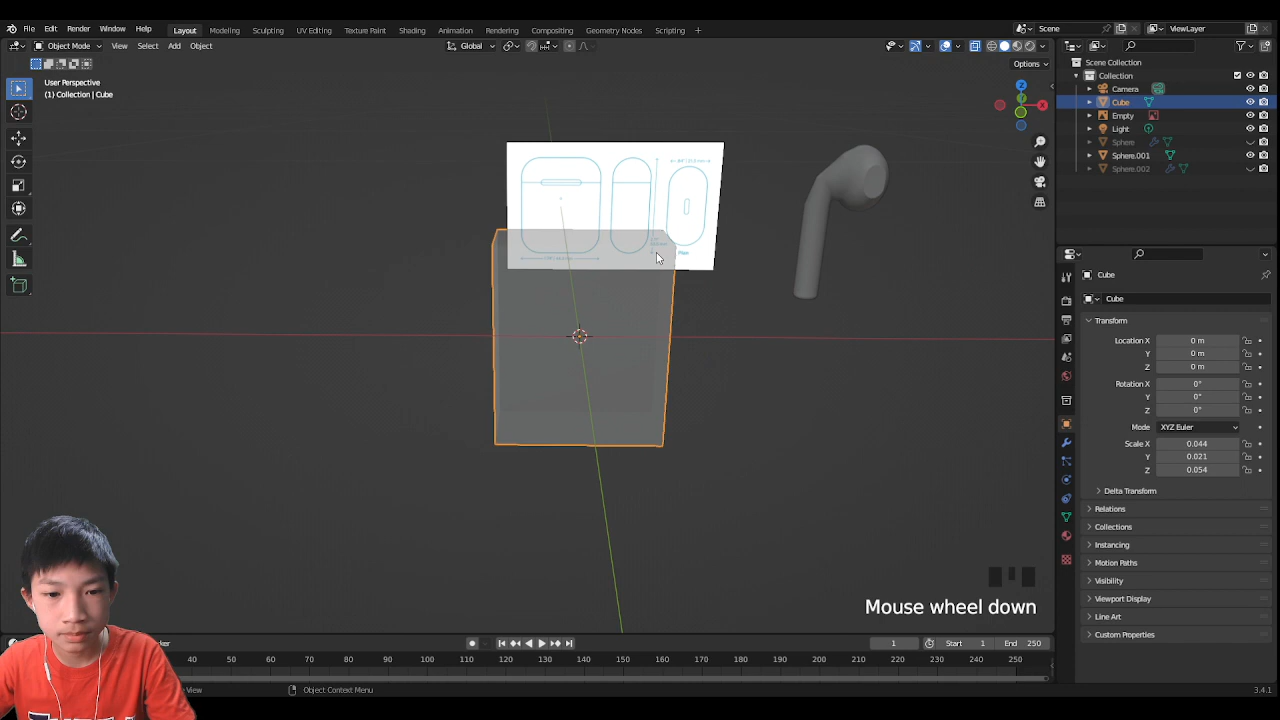 File Edit Render Window Help Layout Modeling Sculpting UV Editing Texture Paint Shading Animation Rendering Compositing Geometry Nodes Scripting + Scene ViewLayer
Object Mode View Select Add Object Global
Options
User Perspective
(1) Collection | Cube
Z
Y
X
Scene Collection
Collection
Camera
Cube
Empty
Light
Sphere
Sphere.001
Sphere.002
Cube
Cube
Transform
Location X 0 m
Y 0 m
Z 0 m
Rotation X 0°
Y 0°
Z 0°
Mode XYZ Euler
Scale X 0.044
Y 0.021
Z 0.054
Delta Transform
Relations
Collections
Instancing
Motion Paths
Visibility
Viewport Display
Line Art
Custom Properties
Mouse wheel down
1 Start 1 End 250
40 50 60 70 80 90 100 110 120 130 140 150 160 170 180 190 200 210 220 230 240 250
View Object Context Menu 3.4.1